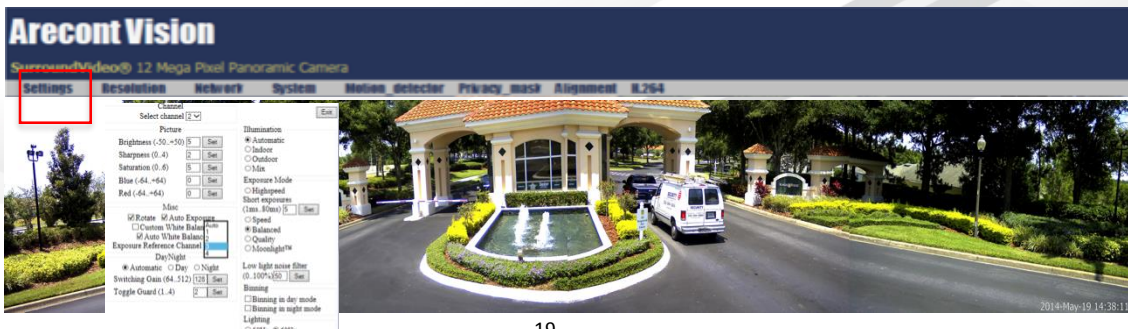 Arecont Vision
SurroundVideo® 12 Mega Pixel Panoramic Camera
Settings Resolution Network System Motion_detector Privacy_mask Alignment H.264
Channel
Select channel 2
Exit
Picture
Brightness (-50..+50) 5 Set
Sharpness (0..4) 2 Set
Saturation (0..6) 5 Set
Blue (-64..+64) 0 Set
Red (-64..+64) 0 Set
Misc
Rotate Auto Exposure
Custom White Balan
Auto White Balanc
Exposure Reference Channel
Auto
4
DayNight
Automatic Day Night
Switching Gain (64..512) 128 Set
Toggle Guard (1..4) 2 Set
Illumination
Automatic
Indoor
Outdoor
Mix
Exposure Mode
Highspeed
Short exposures
(1ms..80ms) 5 Set
Speed
Balanced
Quality
Moonlight™
Low light noise filter
(0..100%) 50 Set
Binning
Binning in day mode
Binning in night mode
Lighting
2014-May-19 14:38:11
19